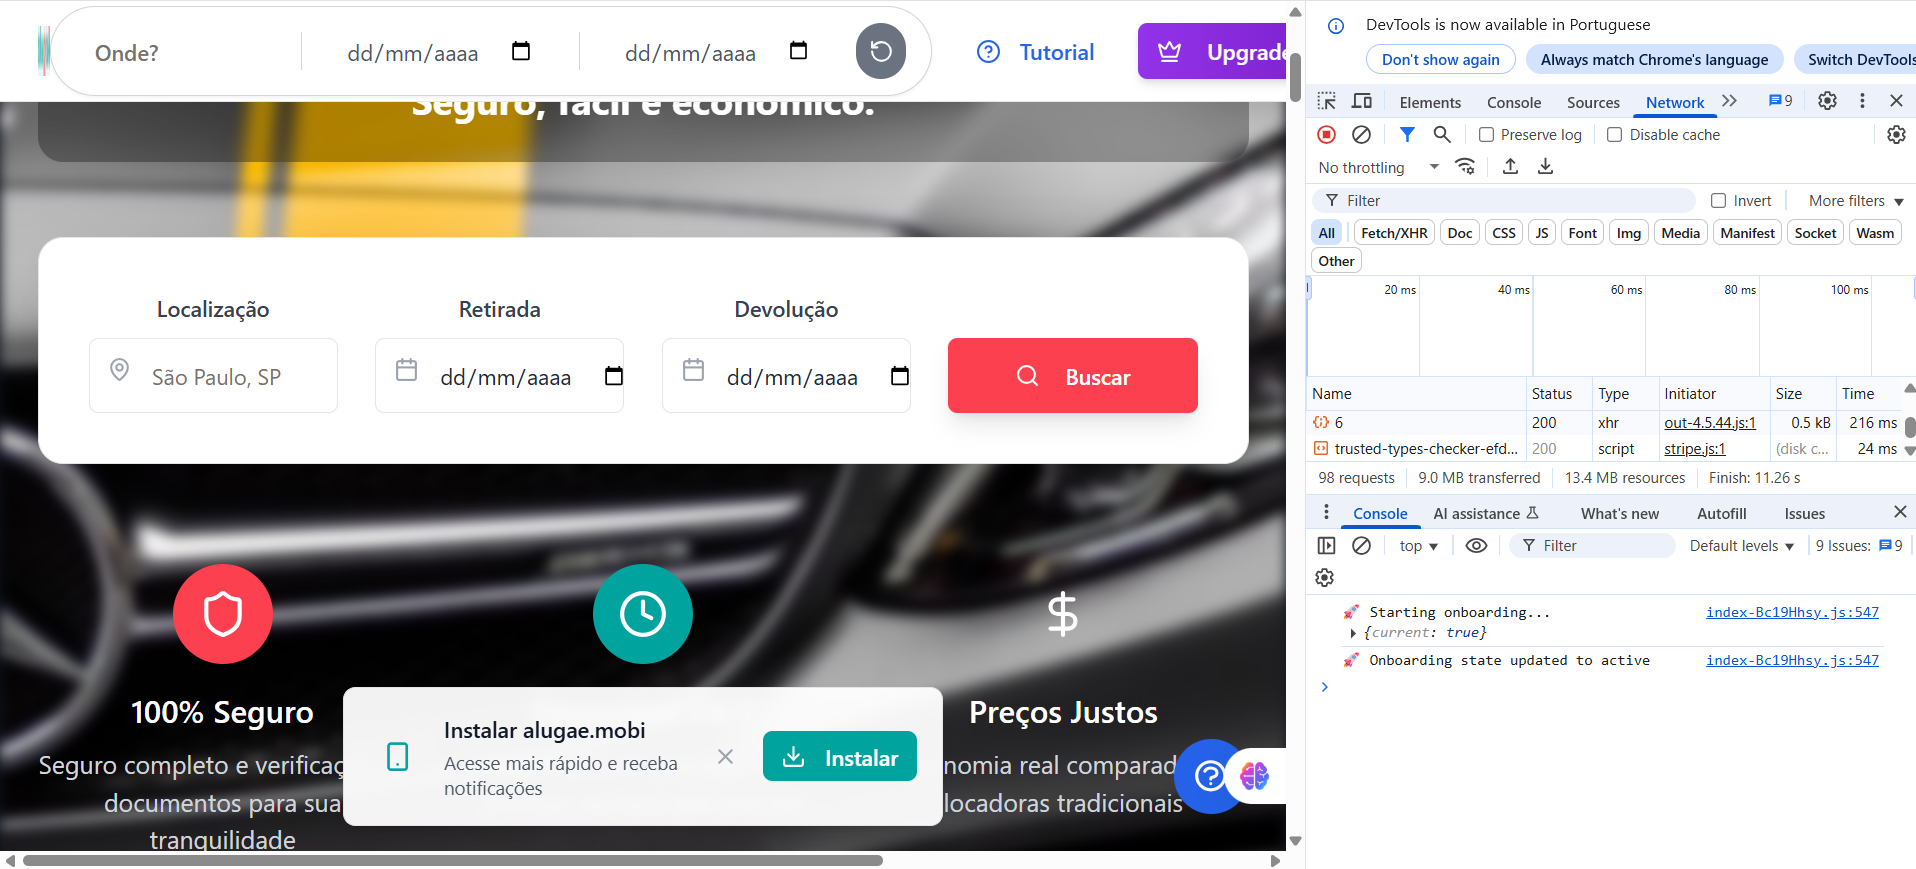 Onde?
dd/mm/aaaa
dd/mm/aaaa
Tutorial
Upgrade
Seguro, fácil e econômico.
Localização
Retirada
Devolução
São Paulo, SP
dd/mm/aaaa
dd/mm/aaaa
Buscar
100% Seguro
Preços Justos
Seguro completo e verificaç
documentos para sua
tranquilidade
nomia real comparad
locadoras tradicionais
Instalar alugae.mobi
Acesse mais rápido e receba
notificações
Instalar
DevTools is now available in Portuguese
Don't show again
Always match Chrome's language
Switch DevTools
Elements
Console
Sources
Network
9
Preserve log
Disable cache
No throttling
Filter
Invert
More filters
All
Fetch/XHR
Doc
CSS
JS
Font
Img
Media
Manifest
Socket
Wasm
Other
20 ms
40 ms
60 ms
80 ms
100 ms
Name Status Type Initiator Size Time
6 200 xhr out-4.5.44.js:1 0.5 kB 216 ms
trusted-types-checker-efd... 200 script stripe.js:1 (disk c... 24 ms
98 requests 9.0 MB transferred 13.4 MB resources Finish: 11.26 s
Console
AI assistance
What's new
Autofill
Issues
top
Filter
Default levels
9 Issues:
9
🚀 Starting onboarding... index-Bc19Hhsy.js:547
{current: true}
🚀 Onboarding state updated to active index-Bc19Hhsy.js:547